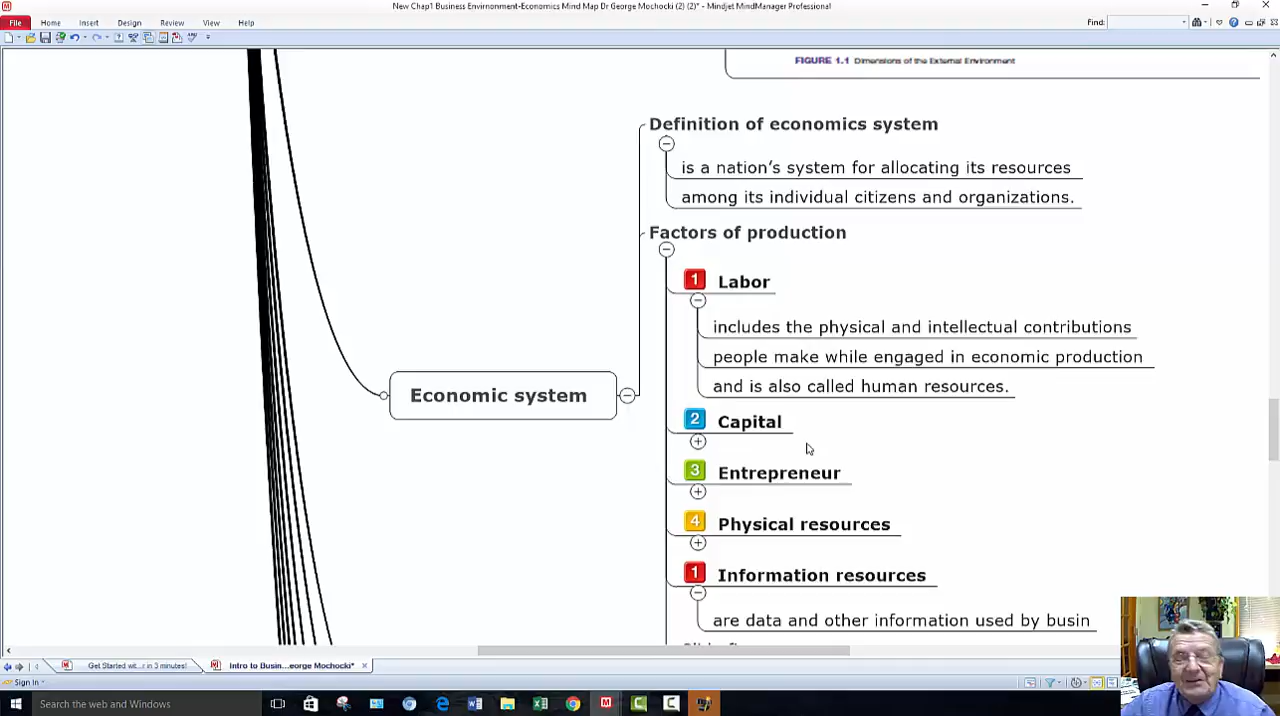 New Chap1 Business Envirronment-Economics Mind Map Dr George Mochocki (2) (2)* - Mindjet MindManager Professional
File Home Insert Design Review View Help Find:
FIGURE 1.1 Dimensions of the External Environment
Definition of economics system
is a nation's system for allocating its resources
among its individual citizens and organizations.
Factors of production
1 Labor
includes the physical and intellectual contributions
people make while engaged in economic production
and is also called human resources.
Economic system
2 Capital
3 Entrepreneur
4 Physical resources
1 Information resources
are data and other information used by busin
Get Started wit...r in 3 minutes! Intro to Busin...eorge Mochocki*
Sign In
Search the web and Windows